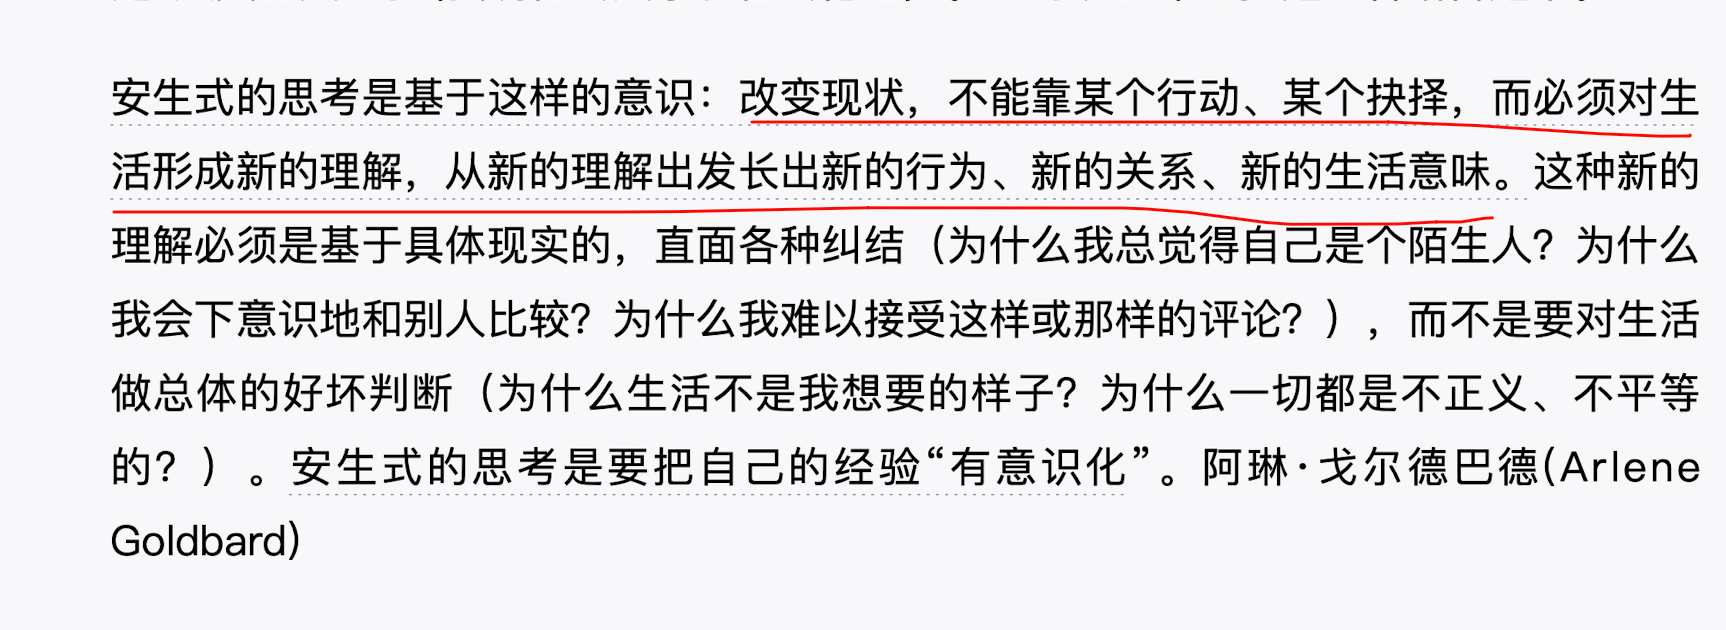 安生式的思考是基于这样的意识：改变现状，不能靠某个行动、某个抉择，而必须对生
活形成新的理解，从新的理解出发长出新的行为、新的关系、新的生活意味。这种新的
理解必须是基于具体现实的，直面各种纠结（为什么我总觉得自己是个陌生人？为什么
我会下意识地和别人比较？为什么我难以接受这样或那样的评论？），而不是要对生活
做总体的好坏判断（为什么生活不是我想要的样子？为什么一切都是不正义、不平等
的？）。安生式的思考是要把自己的经验“有意识化”。阿琳·戈尔德巴德(Arlene
Goldbard)